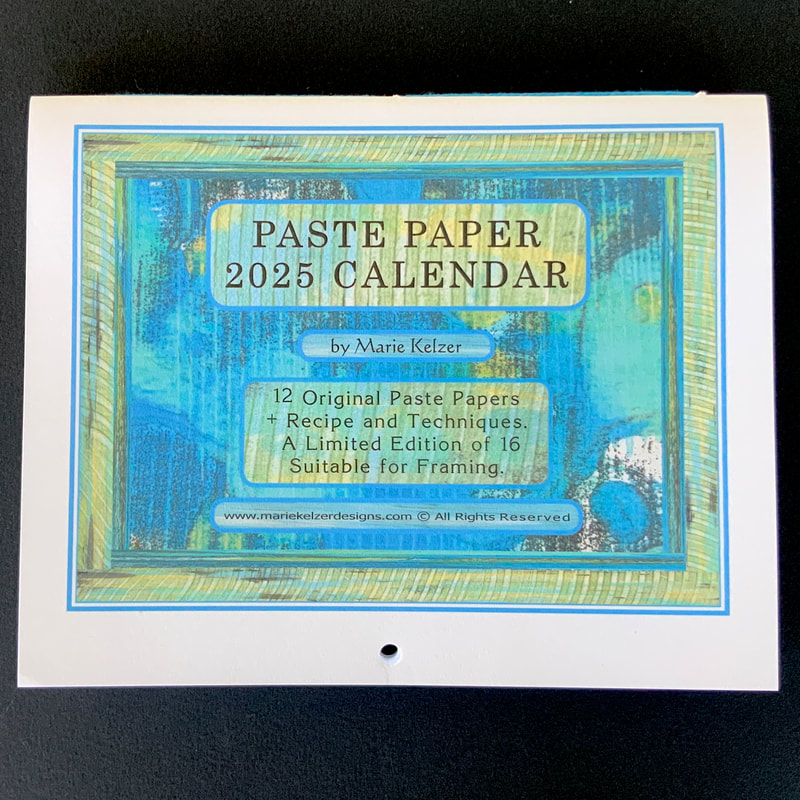 PASTE PAPER
2025 CALENDAR
by Marie Kelzer
12 Original Paste Papers
+ Recipe and Techniques.
A Limited Edition of 16
Suitable for Framing.
www.mariekelzerdesigns.com © All Rights Reserved